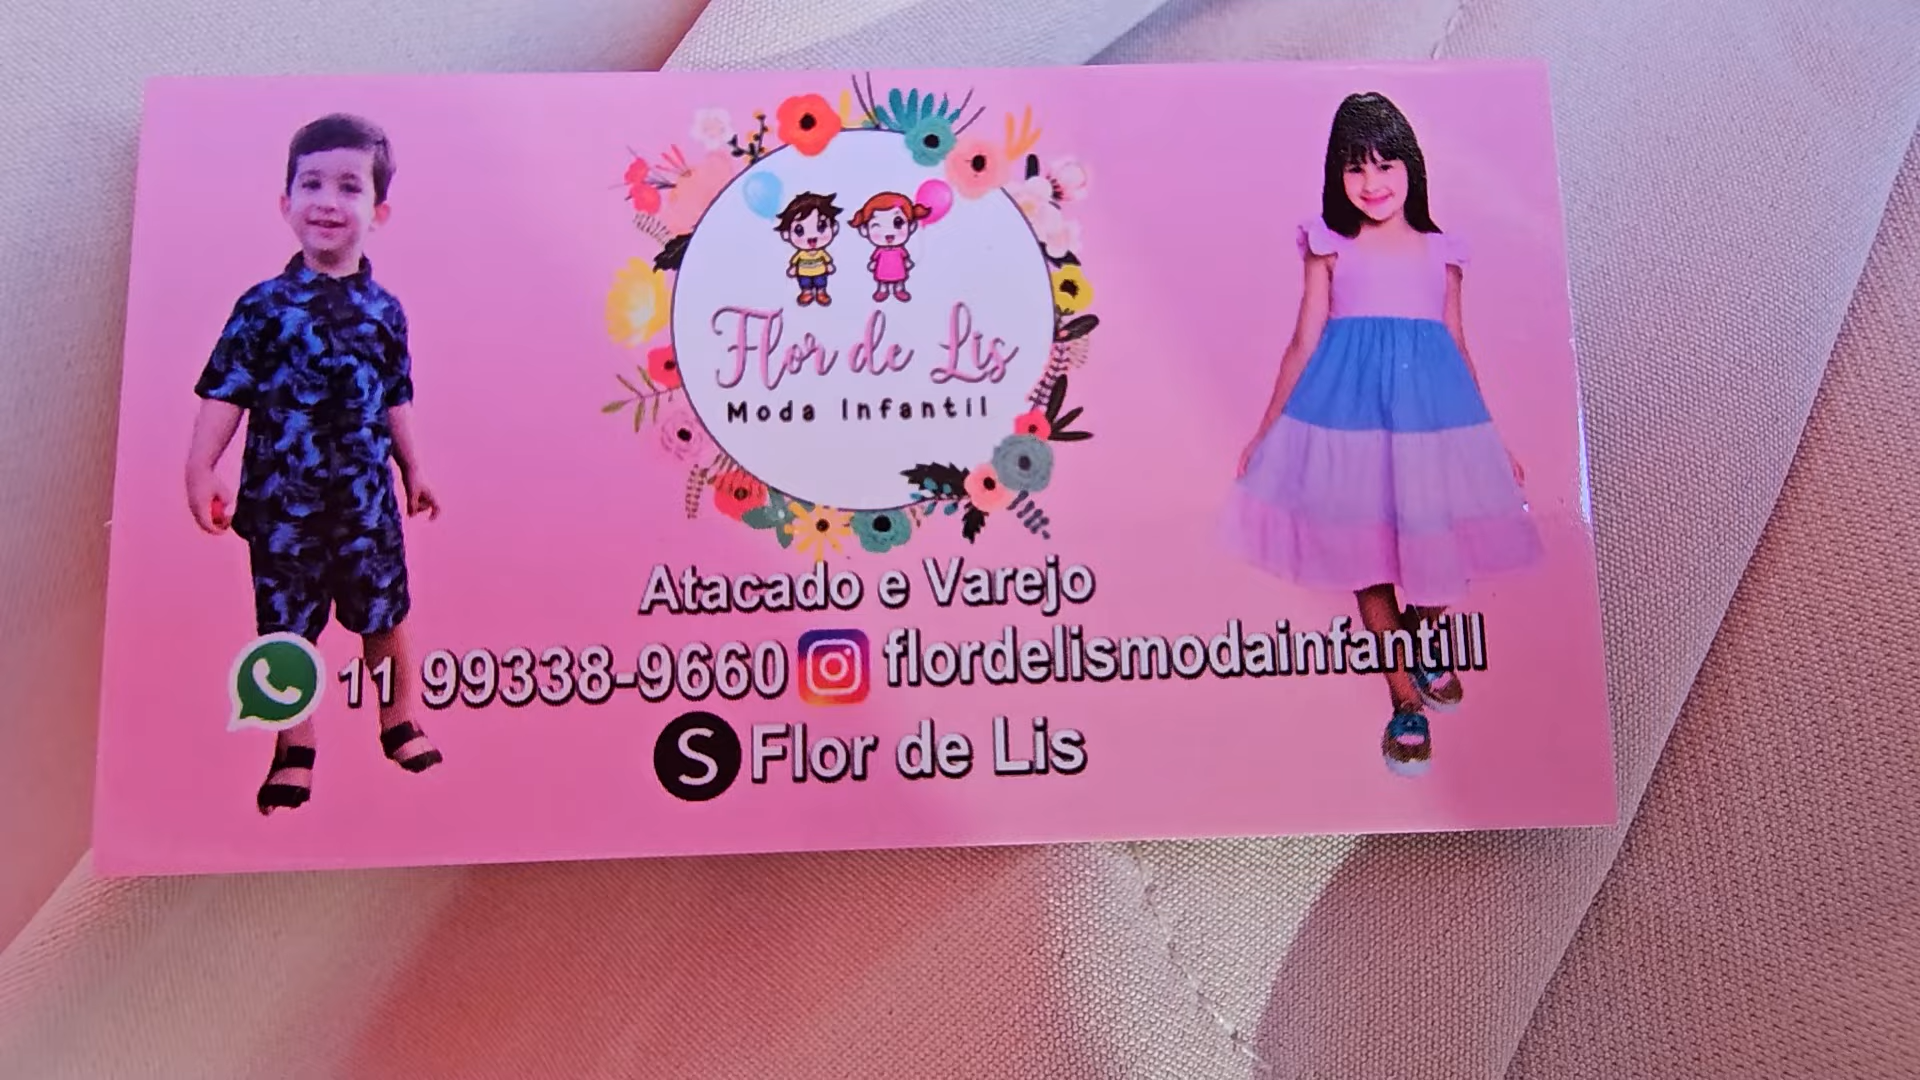 Flor de Lis
Moda Infantil
Atacado e Varejo
11 99338-9660 flordelismodainfantill
S Flor de Lis